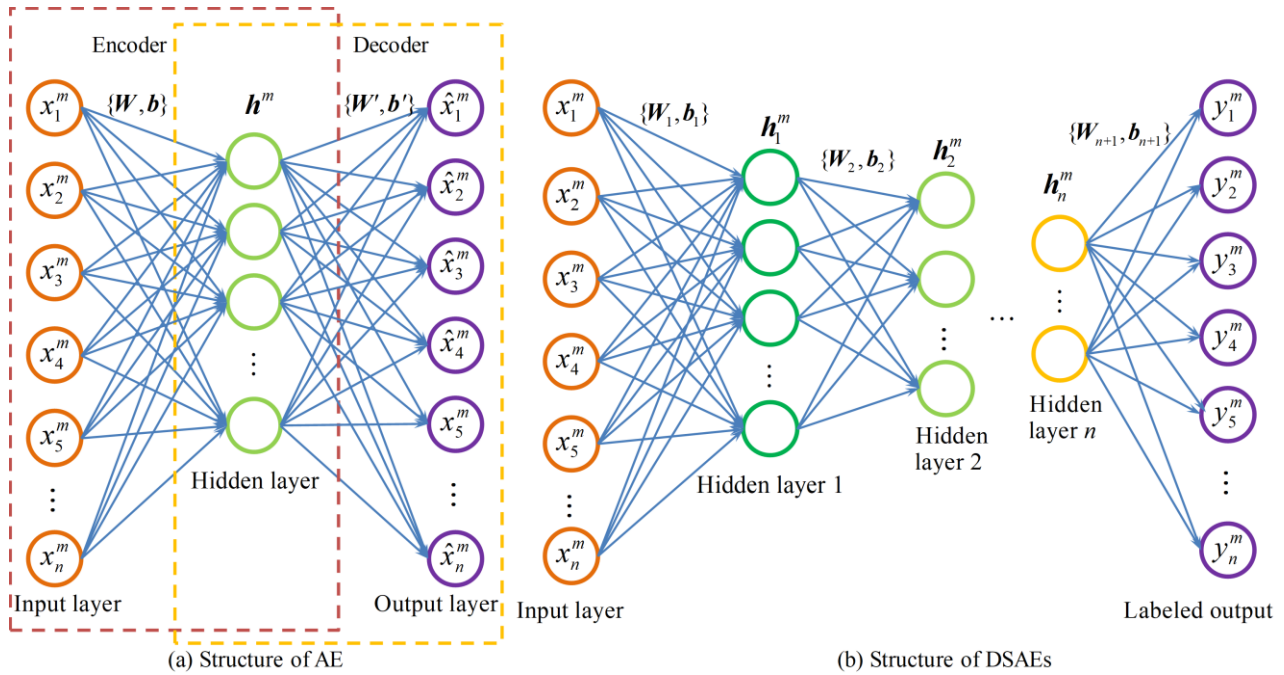 Encoder
Decoder
{W, b}
h^m
{W', b'}
x_1^m
x_2^m
x_3^m
x_4^m
x_5^m
⋮
x_n^m
⋮
Hidden layer
x̂_1^m
x̂_2^m
x̂_3^m
x̂_4^m
x_5^m
⋮
x̂_n^m
Input layer
Output layer
(a) Structure of AE
x_1^m
x_2^m
x_3^m
x_4^m
x_5^m
⋮
x_n^m
Input layer
{W_1, b_1}
h_1^m
⋮
Hidden layer 1
{W_2, b_2}
h_2^m
⋮
Hidden
layer 2
...
h_n^m
⋮
Hidden
layer n
{W_{n+1}, b_{n+1}}
y_1^m
y_2^m
y_3^m
y_4^m
y_5^m
⋮
y_n^m
Labeled output
(b) Structure of DSAEs